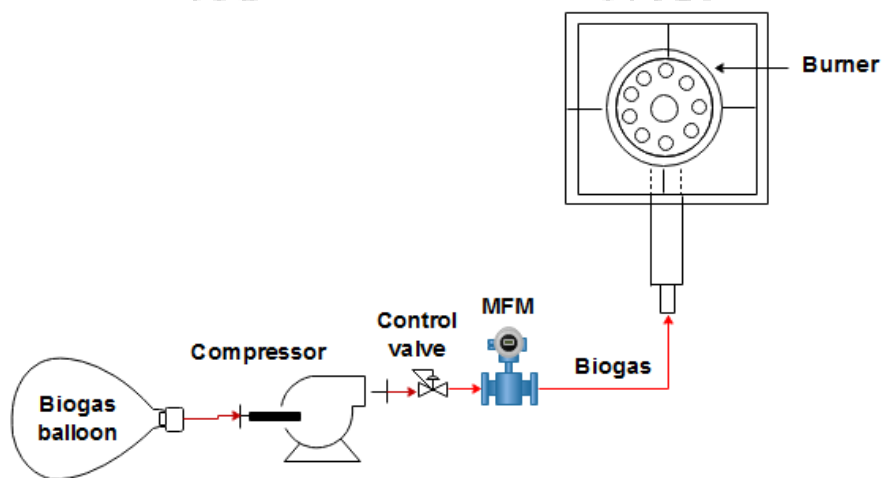 Burner
MFM
Control
valve
Compressor
Biogas
Biogas
balloon